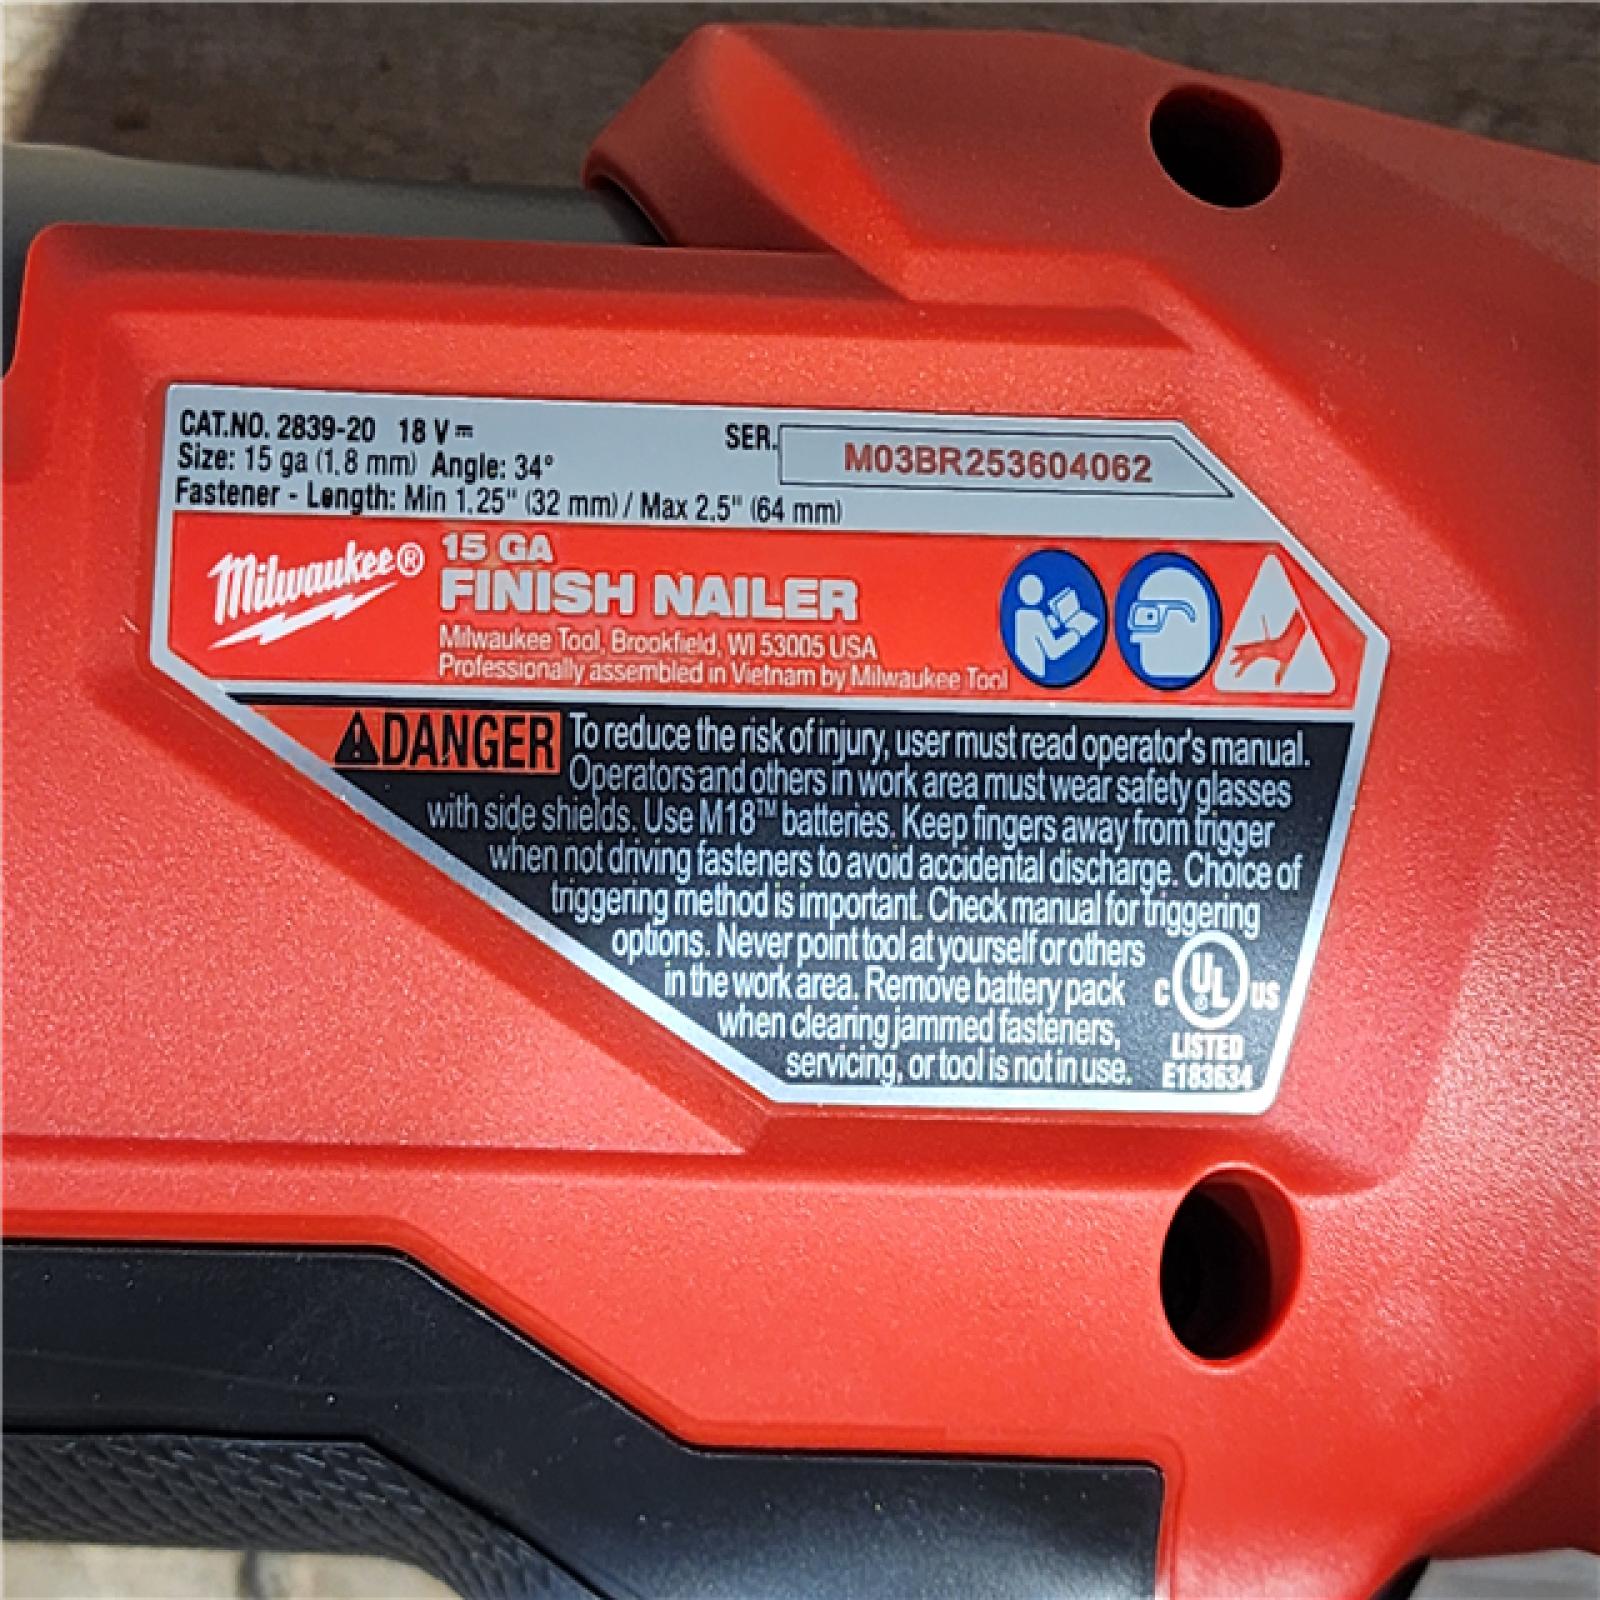 CAT.NO. 2839-20 18 V⎓
SER. M03BR253604062
Size: 15 ga (1.8 mm) Angle: 34°
Fastener - Length: Min 1.25" (32 mm) / Max 2.5" (64 mm)
Milwaukee®
15 GA
FINISH NAILER
Milwaukee Tool, Brookfield, WI 53005 USA
Professionally assembled in Vietnam by Milwaukee Tool
DANGER To reduce the risk of injury, user must read operator's manual.
Operators and others in work area must wear safety glasses
with side shields. Use M18™ batteries. Keep fingers away from trigger
when not driving fasteners to avoid accidental discharge. Choice of
triggering method is important. Check manual for triggering
options. Never point tool at yourself or others
in the work area. Remove battery pack
when clearing jammed fasteners,
servicing, or tool is not in use.
C UL® US
LISTED
E183634